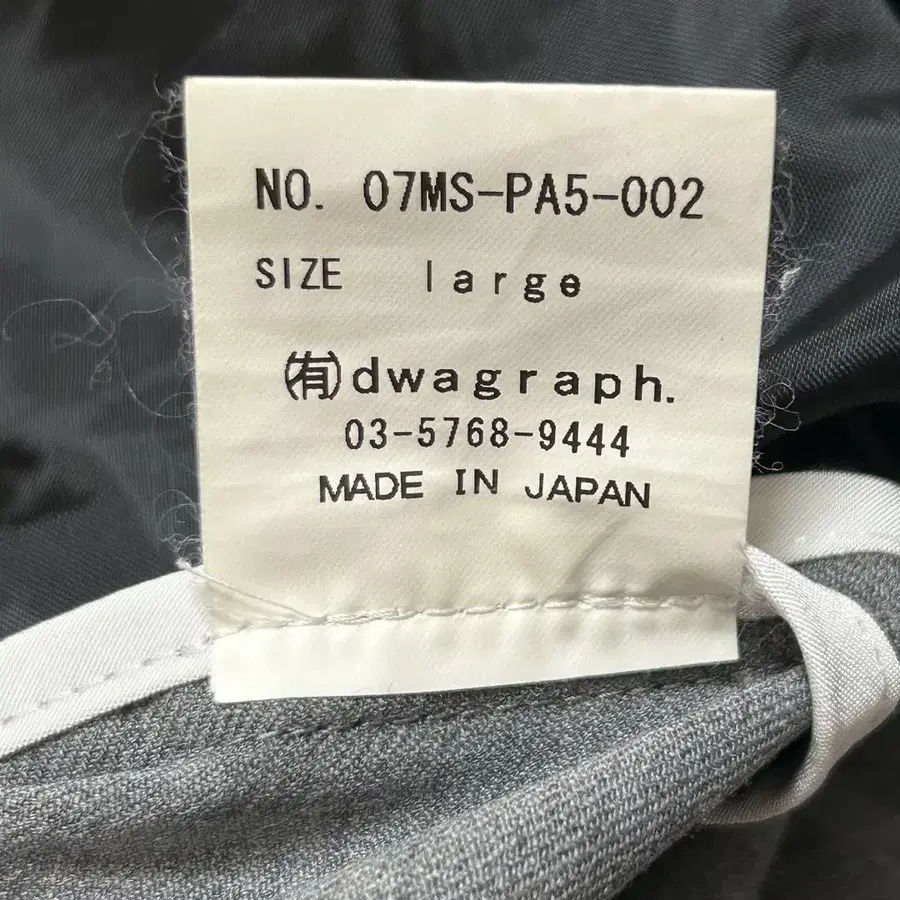 NO. 07MS-PA5-002
SIZE large
㈲dwagraph.
03-5768-9444
MADE IN JAPAN